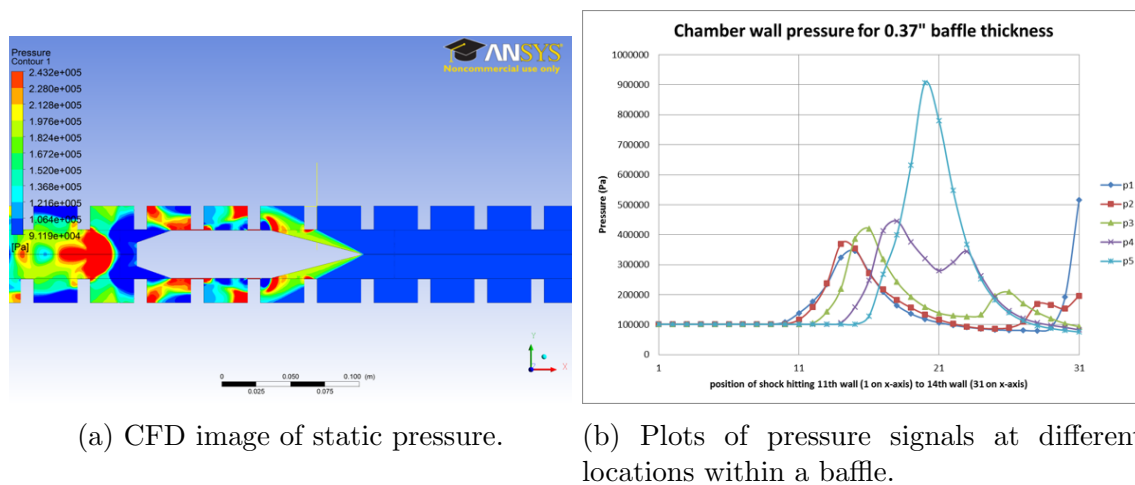 Pressure
Contour 1
2.432e+005
2.280e+005
2.128e+005
1.976e+005
1.824e+005
1.672e+005
1.520e+005
1.368e+005
1.216e+005
1.064e+005
9.119e+004
[Pa]
ANSYS
Noncommercial use only
Y
X
0 0.050 0.100 (m)
0.025 0.075
(a) CFD image of static pressure.
Chamber wall pressure for 0.37" baffle thickness
Pressure (Pa)
1000000
900000
800000
700000
600000
500000
400000
300000
200000
100000
0
1 11 21 31
position of shock hitting 11th wall (1 on x-axis) to 14th wall (31 on x-axis)
p1
p2
p3
p4
p5
(b) Plots of pressure signals at different
locations within a baffle.